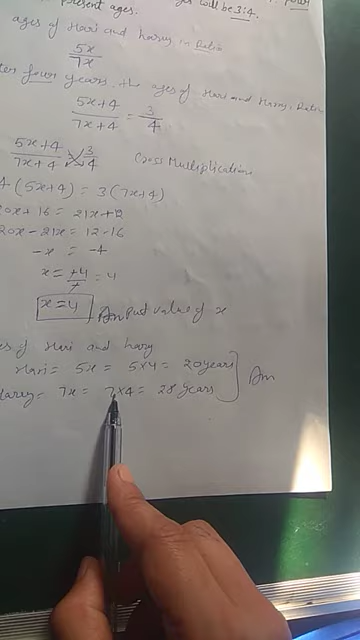 present ages. s will be 3:4.
ages of Hari and harry in Ratio
5x
7x
ter four years, the ages of Hari and Harry Ratio
5x+4 / 7x+4 = 3/4
5x+4 / 7x+4 3/4 Cross Multiplication
4(5x+4) = 3(7x+4)
20x+16 = 21x+12
20x-21x = 12-16
-x = -4
x = +4/+ = 4
x=4 Ans Put value of x
es of Hari and harry
Hari = 5x = 5×4 = 20years
Harry= 7x = 7×4 = 28 years Ans